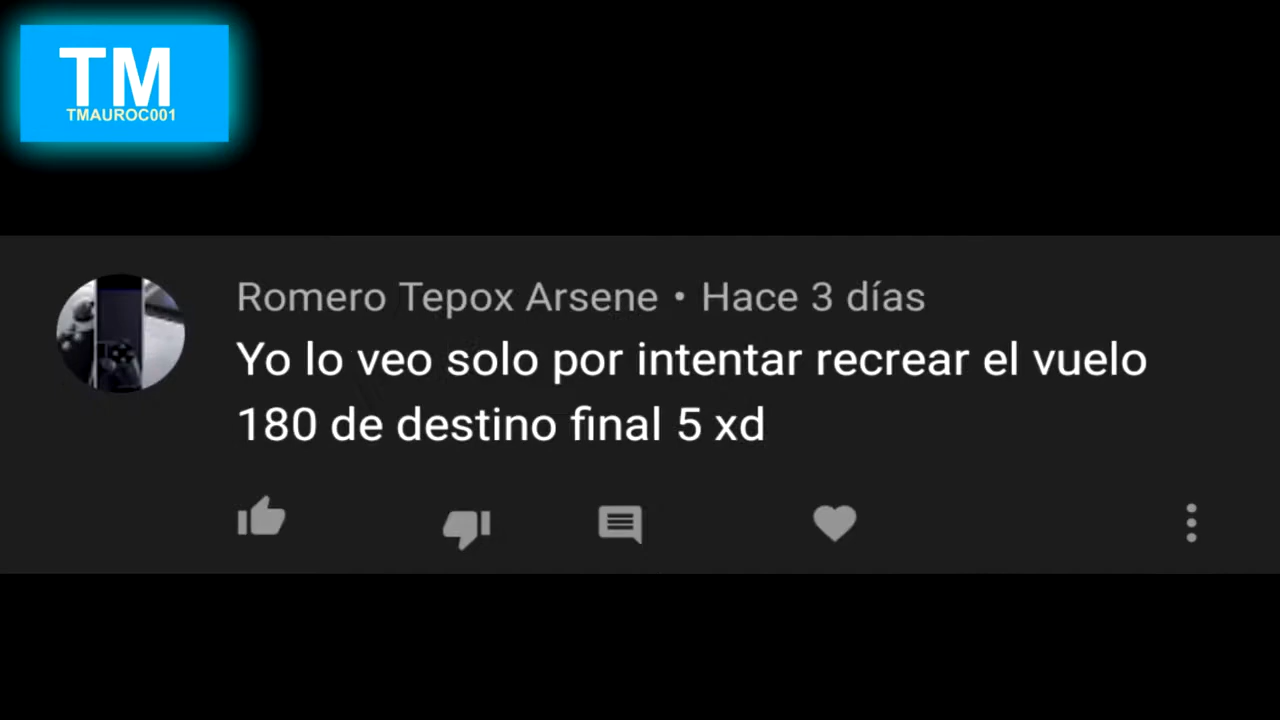 TM
TMAUROC001
Romero Tepox Arsene • Hace 3 días
Yo lo veo solo por intentar recrear el vuelo
180 de destino final 5 xd